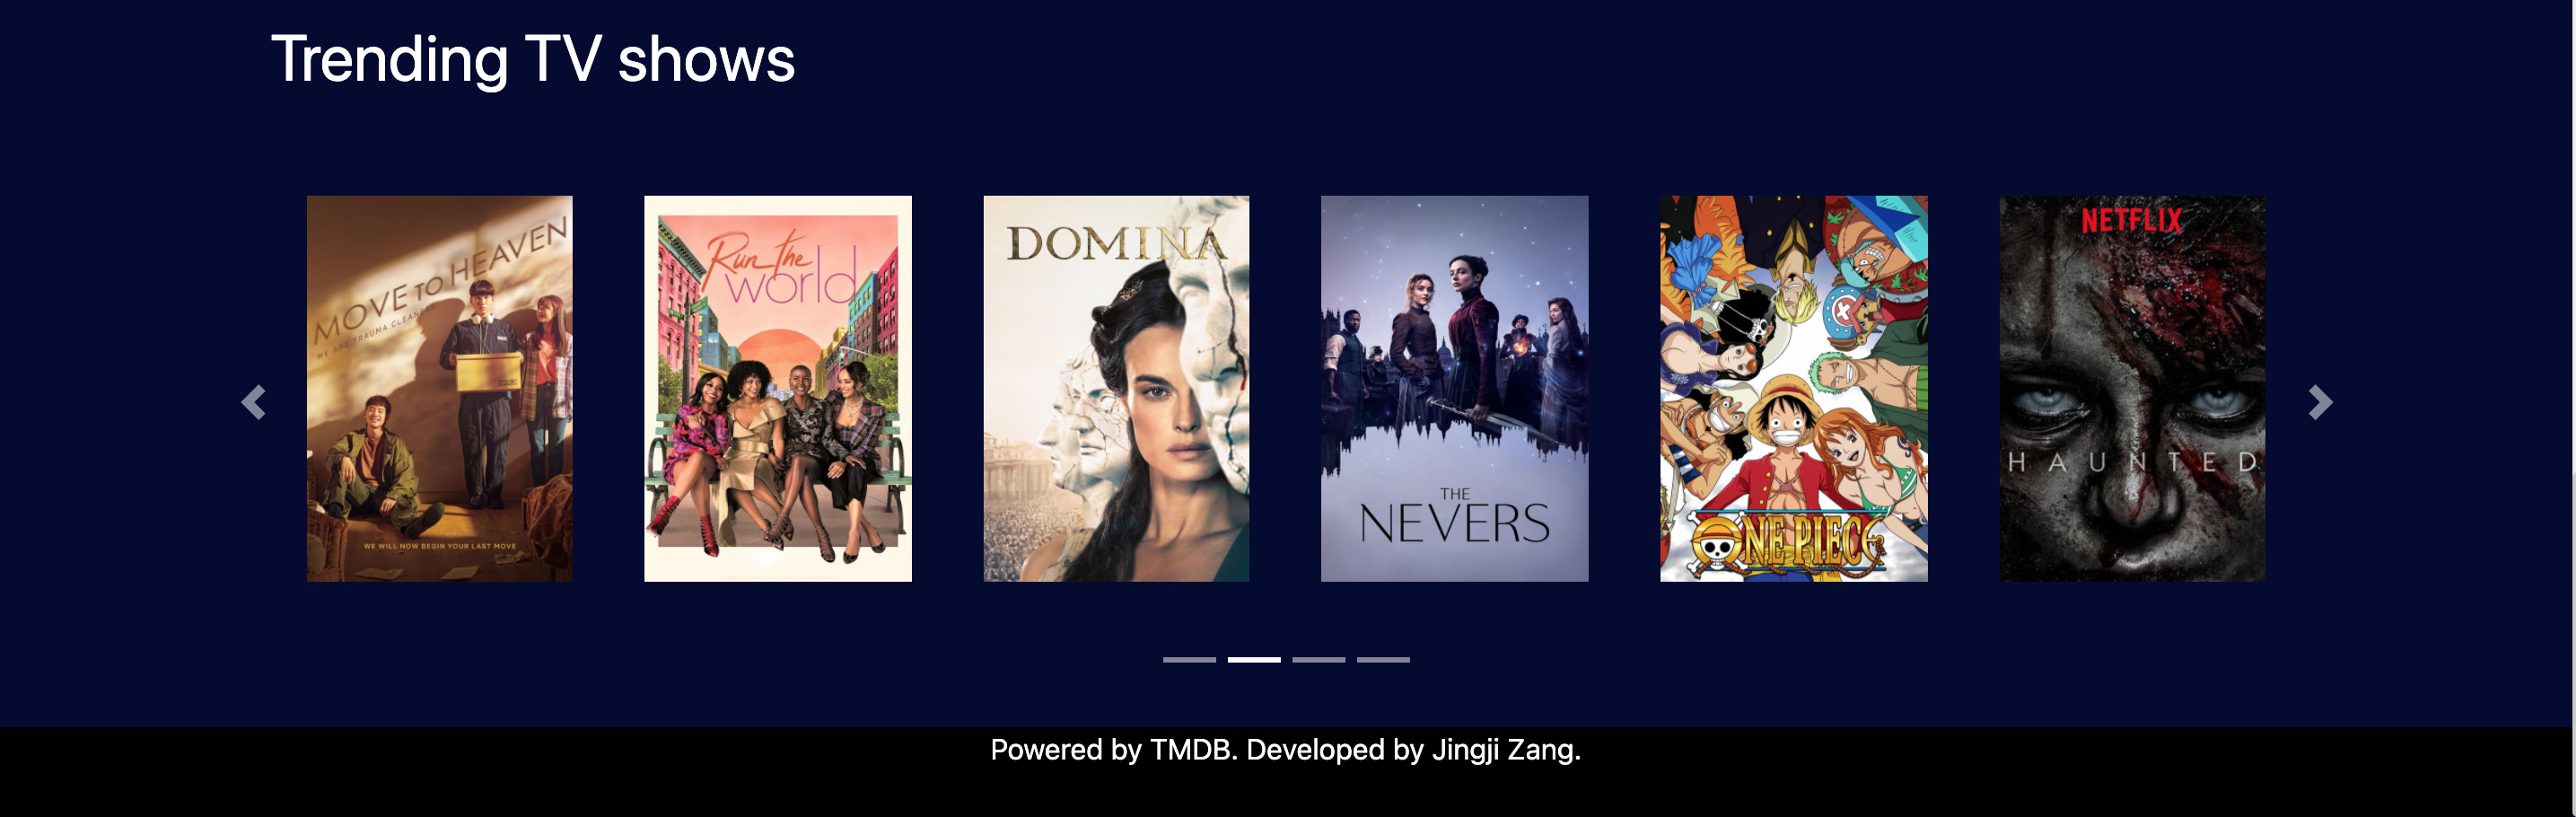 Trending TV shows
MOVE TO HEAVEN
WE ARE TRAUMA CLEANERS
WE WILL NOW BEGIN YOUR LAST MOVE
Run the
world
DOMINA
THE
NEVERS
ONE PIECE
NETFLIX
HAUNTED
Powered by TMDB. Developed by Jingji Zang.